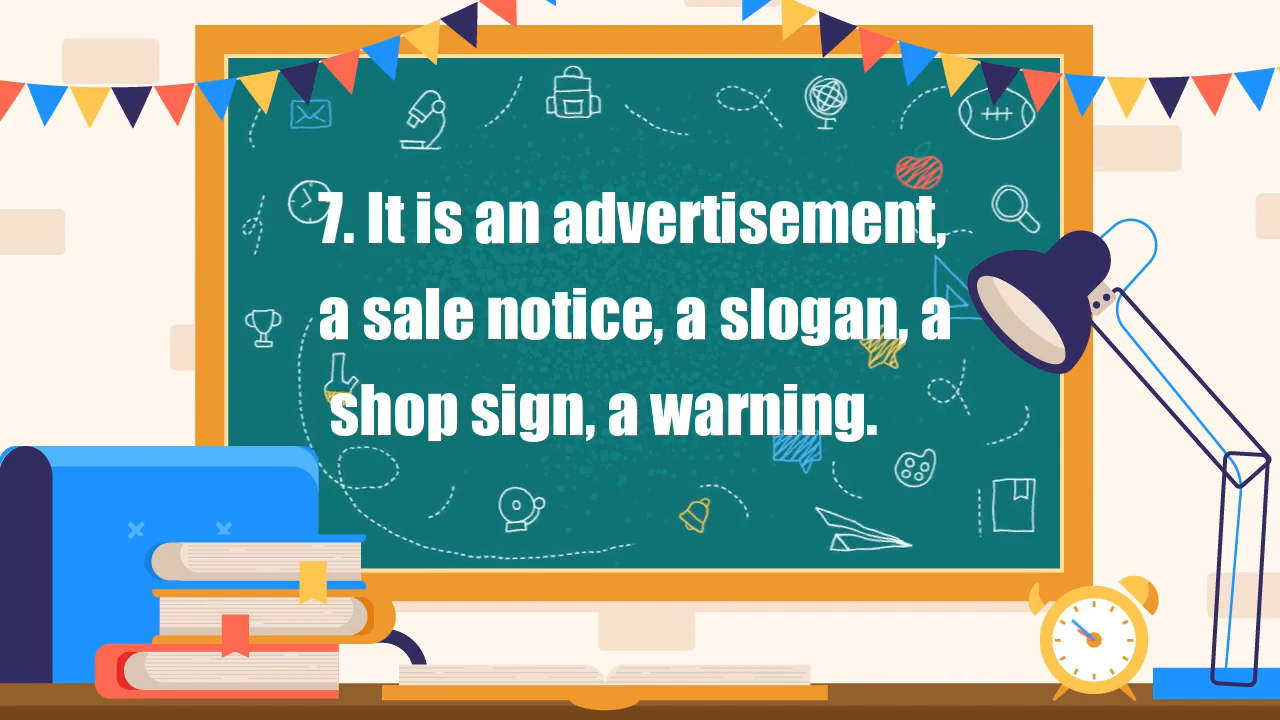 7. It is an advertisement,
a sale notice, a slogan, a
shop sign, a warning.